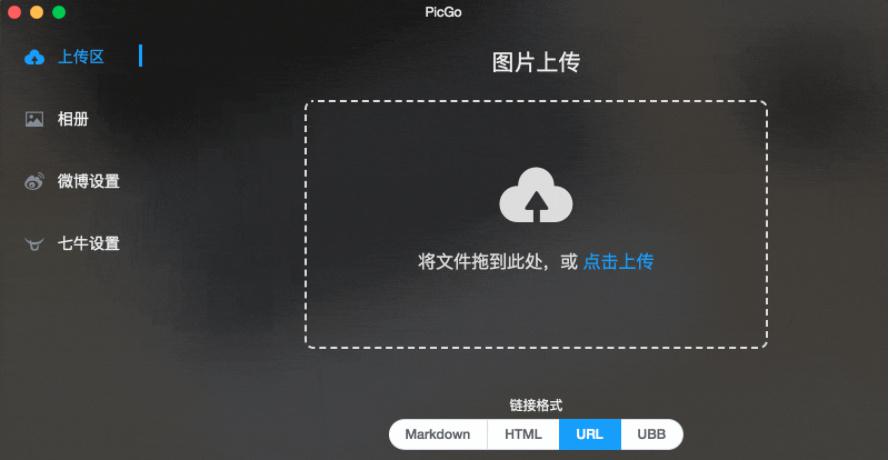 PicGo
上传区
相册
微博设置
七牛设置
图片上传
将文件拖到此处，或 点击上传
链接格式
Markdown HTML URL UBB